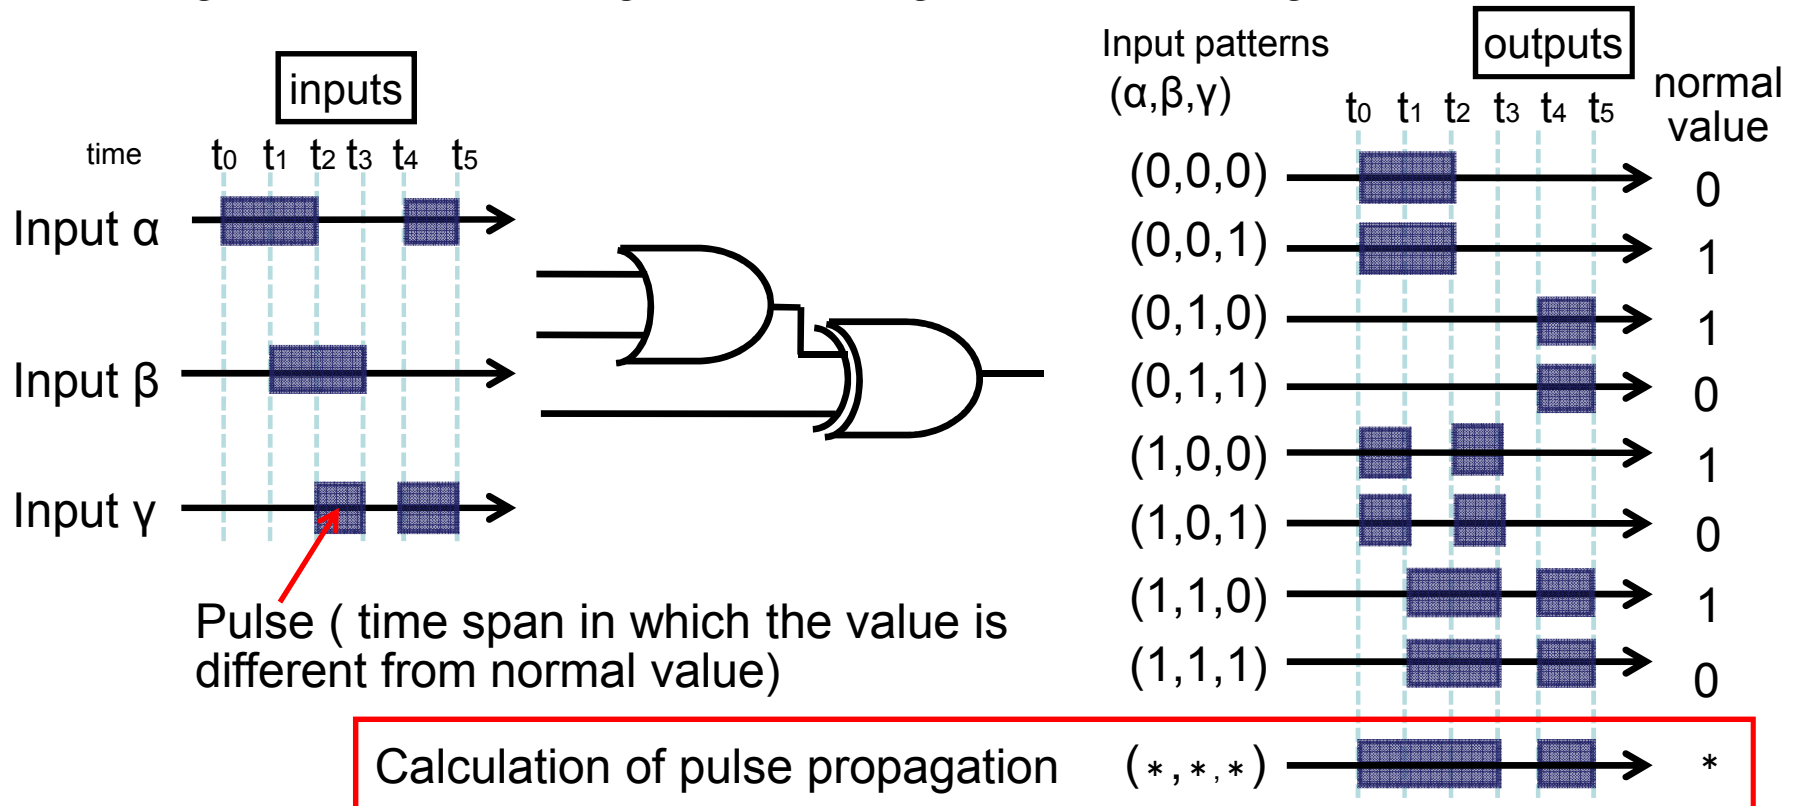 inputs
time t0 t1 t2 t3 t4 t5
Input α
Input β
Input γ
Pulse ( time span in which the value is
different from normal value)
Input patterns
(α,β,γ)
outputs
normal
value
t0 t1 t2 t3 t4 t5
(0,0,0) 0
(0,0,1) 1
(0,1,0) 1
(0,1,1) 0
(1,0,0) 1
(1,0,1) 0
(1,1,0) 1
(1,1,1) 0
Calculation of pulse propagation (*,*,*) *